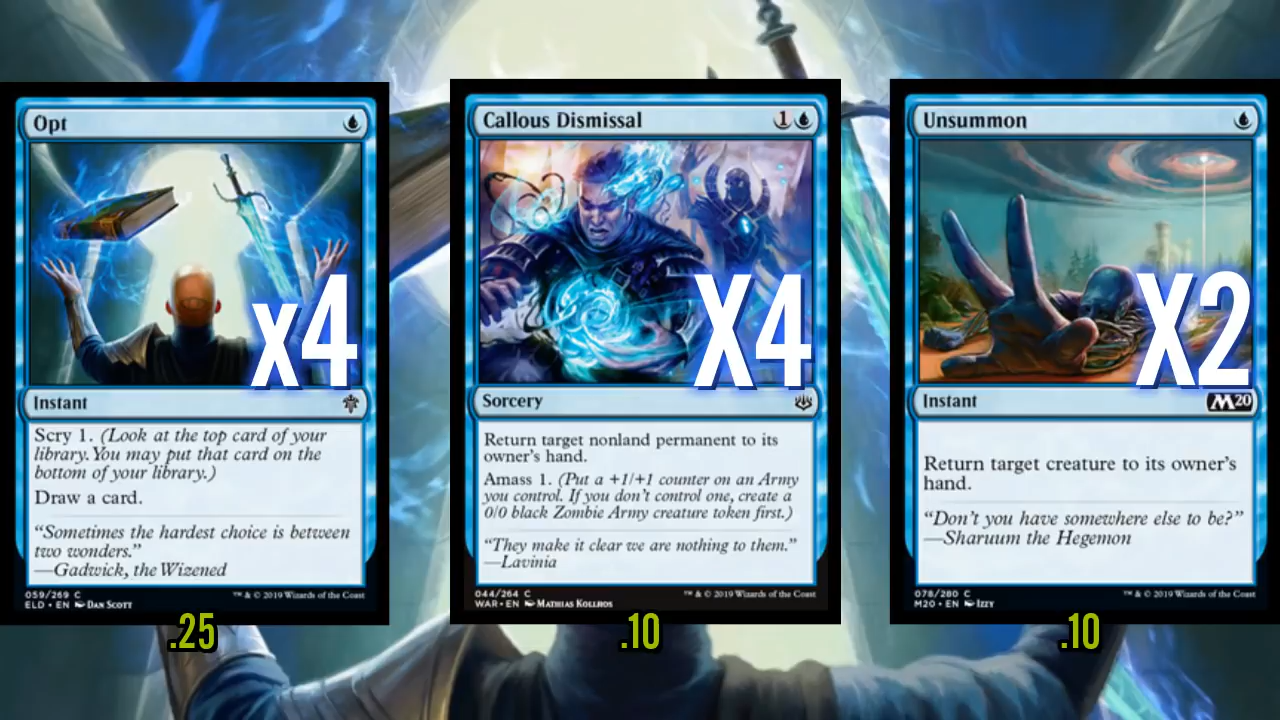 Opt
x4
Instant
Scry 1. (Look at the top card of your
library. You may put that card on the
bottom of your library.)
Draw a card.
“Sometimes the hardest choice is between
two wonders.”
—Gadwick, the Wizened
059/269 C
ELD • EN DAN SCOTT
™ & © 2019 Wizards of the Coast
.25
Callous Dismissal 1
X4
Sorcery
Return target nonland permanent to its
owner’s hand.
Amass 1. (Put a +1/+1 counter on an Army
you control. If you don’t control one, create a
0/0 black Zombie Army creature token first.)
“They make it clear we are nothing to them.”
—Lavinia
044/264 C
WAR • EN MATHIAS KOLLROS
™ & © 2019 Wizards of the Coast
.10
Unsummon
X2
Instant M20
Return target creature to its owner’s
hand.
“Don’t you have somewhere else to be?”
—Sharuum the Hegemon
078/280 C
M20 • EN IZZY
™ & © 2019 Wizards of the Coast
.10